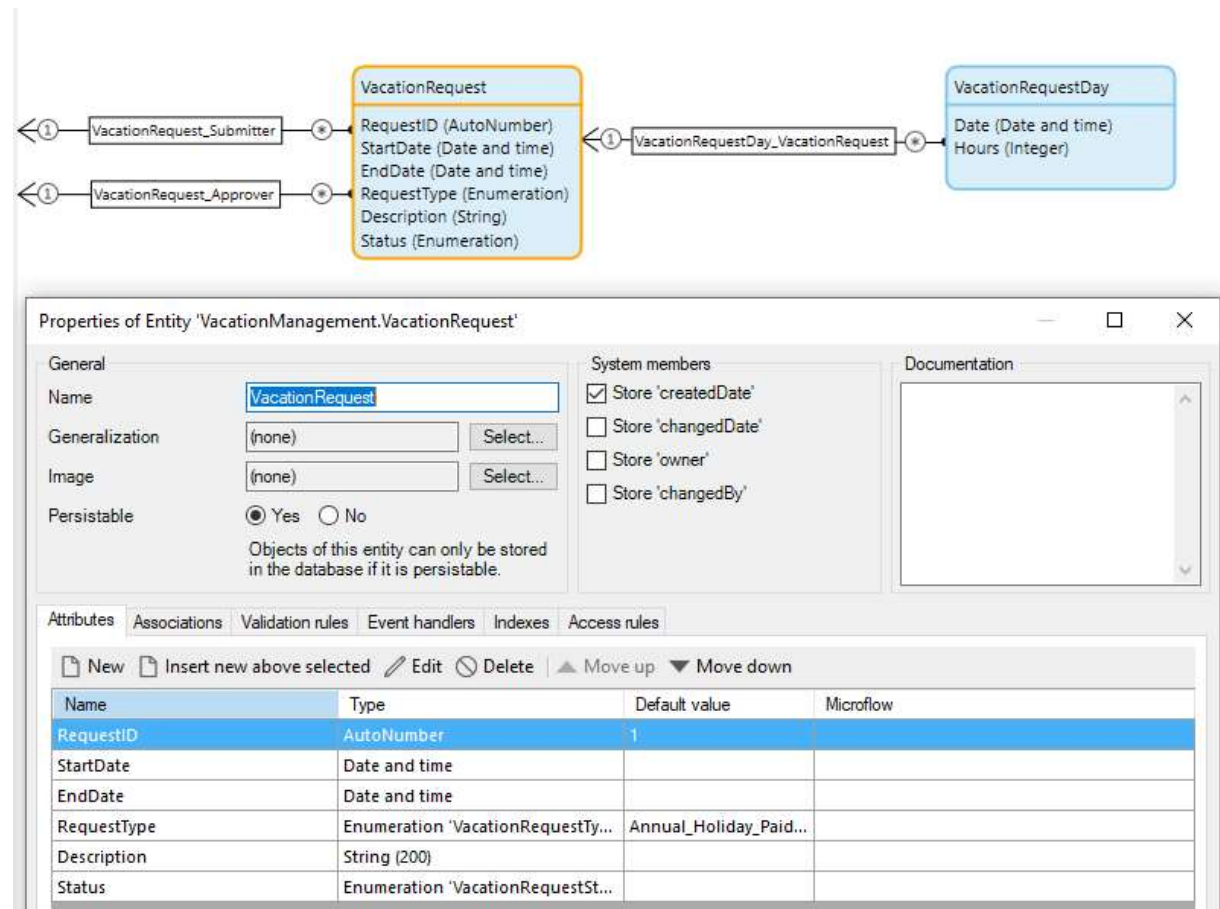 VacationRequest
RequestID (AutoNumber)
StartDate (Date and time)
EndDate (Date and time)
RequestType (Enumeration)
Description (String)
Status (Enumeration)
1 VacationRequest_Submitter *
1 VacationRequest_Approver *
1 VacationRequestDay_VacationRequest *
VacationRequestDay
Date (Date and time)
Hours (Integer)
Properties of Entity 'VacationManagement.VacationRequest'
General
Name VacationRequest
Generalization (none) Select...
Image (none) Select...
Persistable Yes No
Objects of this entity can only be stored
in the database if it is persistable.
System members
Store 'createdDate'
Store 'changedDate'
Store 'owner'
Store 'changedBy'
Documentation
Attributes Associations Validation rules Event handlers Indexes Access rules
New Insert new above selected Edit Delete Move up Move down
Name Type Default value Microflow
RequestID AutoNumber 1
StartDate Date and time
EndDate Date and time
RequestType Enumeration 'VacationRequestTy... Annual_Holiday_Paid...
Description String (200)
Status Enumeration 'VacationRequestSt...